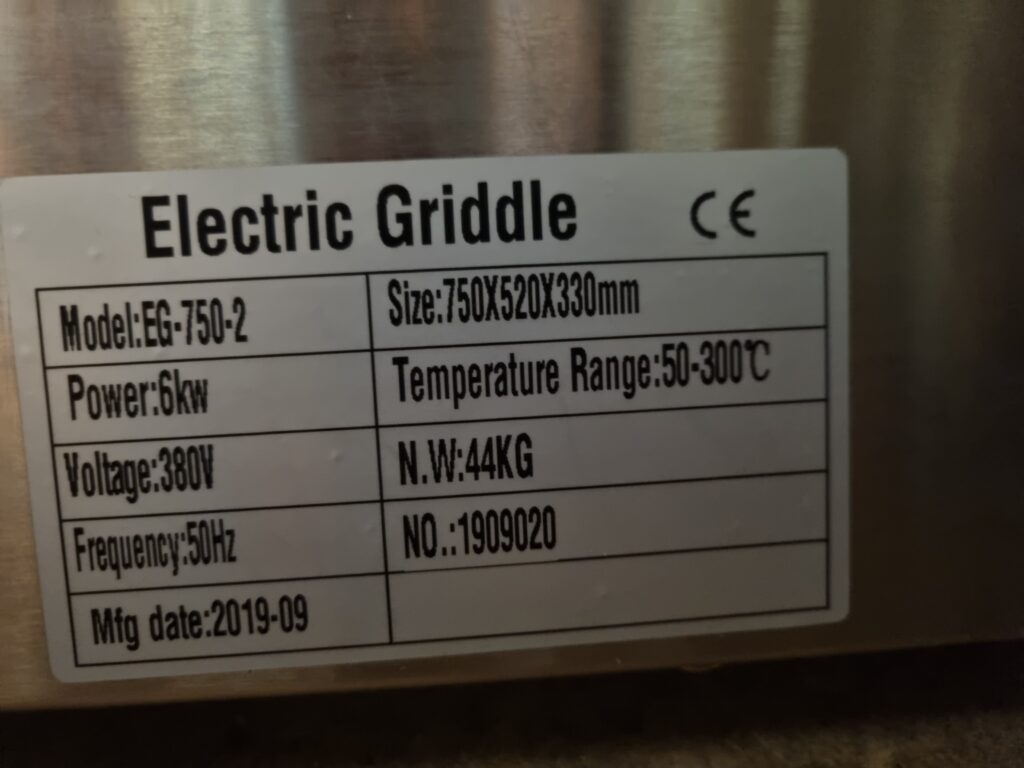 Electric Griddle CE
Model:EG-750-2 Size:750X520X330mm
Power:6kw Temperature Range:50-300℃
Voltage:380V N.W:44KG
Frequency:50Hz NO.:1909020
Mfg date:2019-09